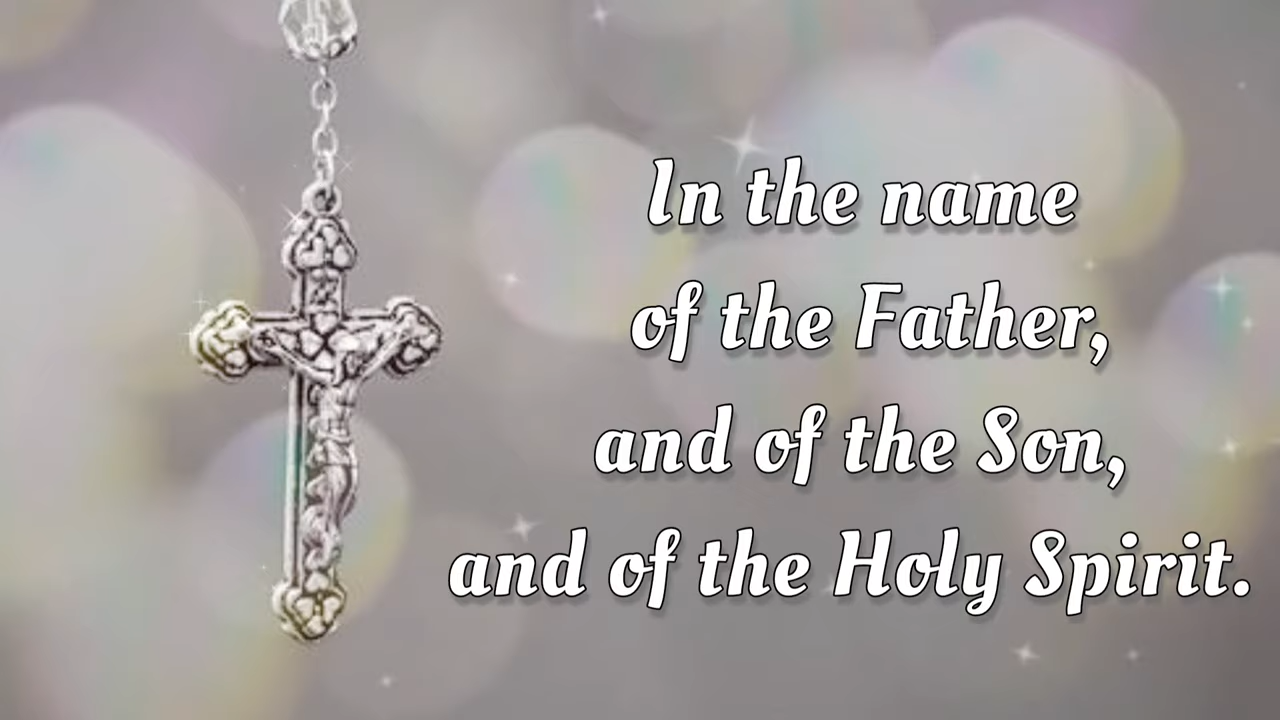 In the name
of the Father,
and of the Son,
and of the Holy Spirit.